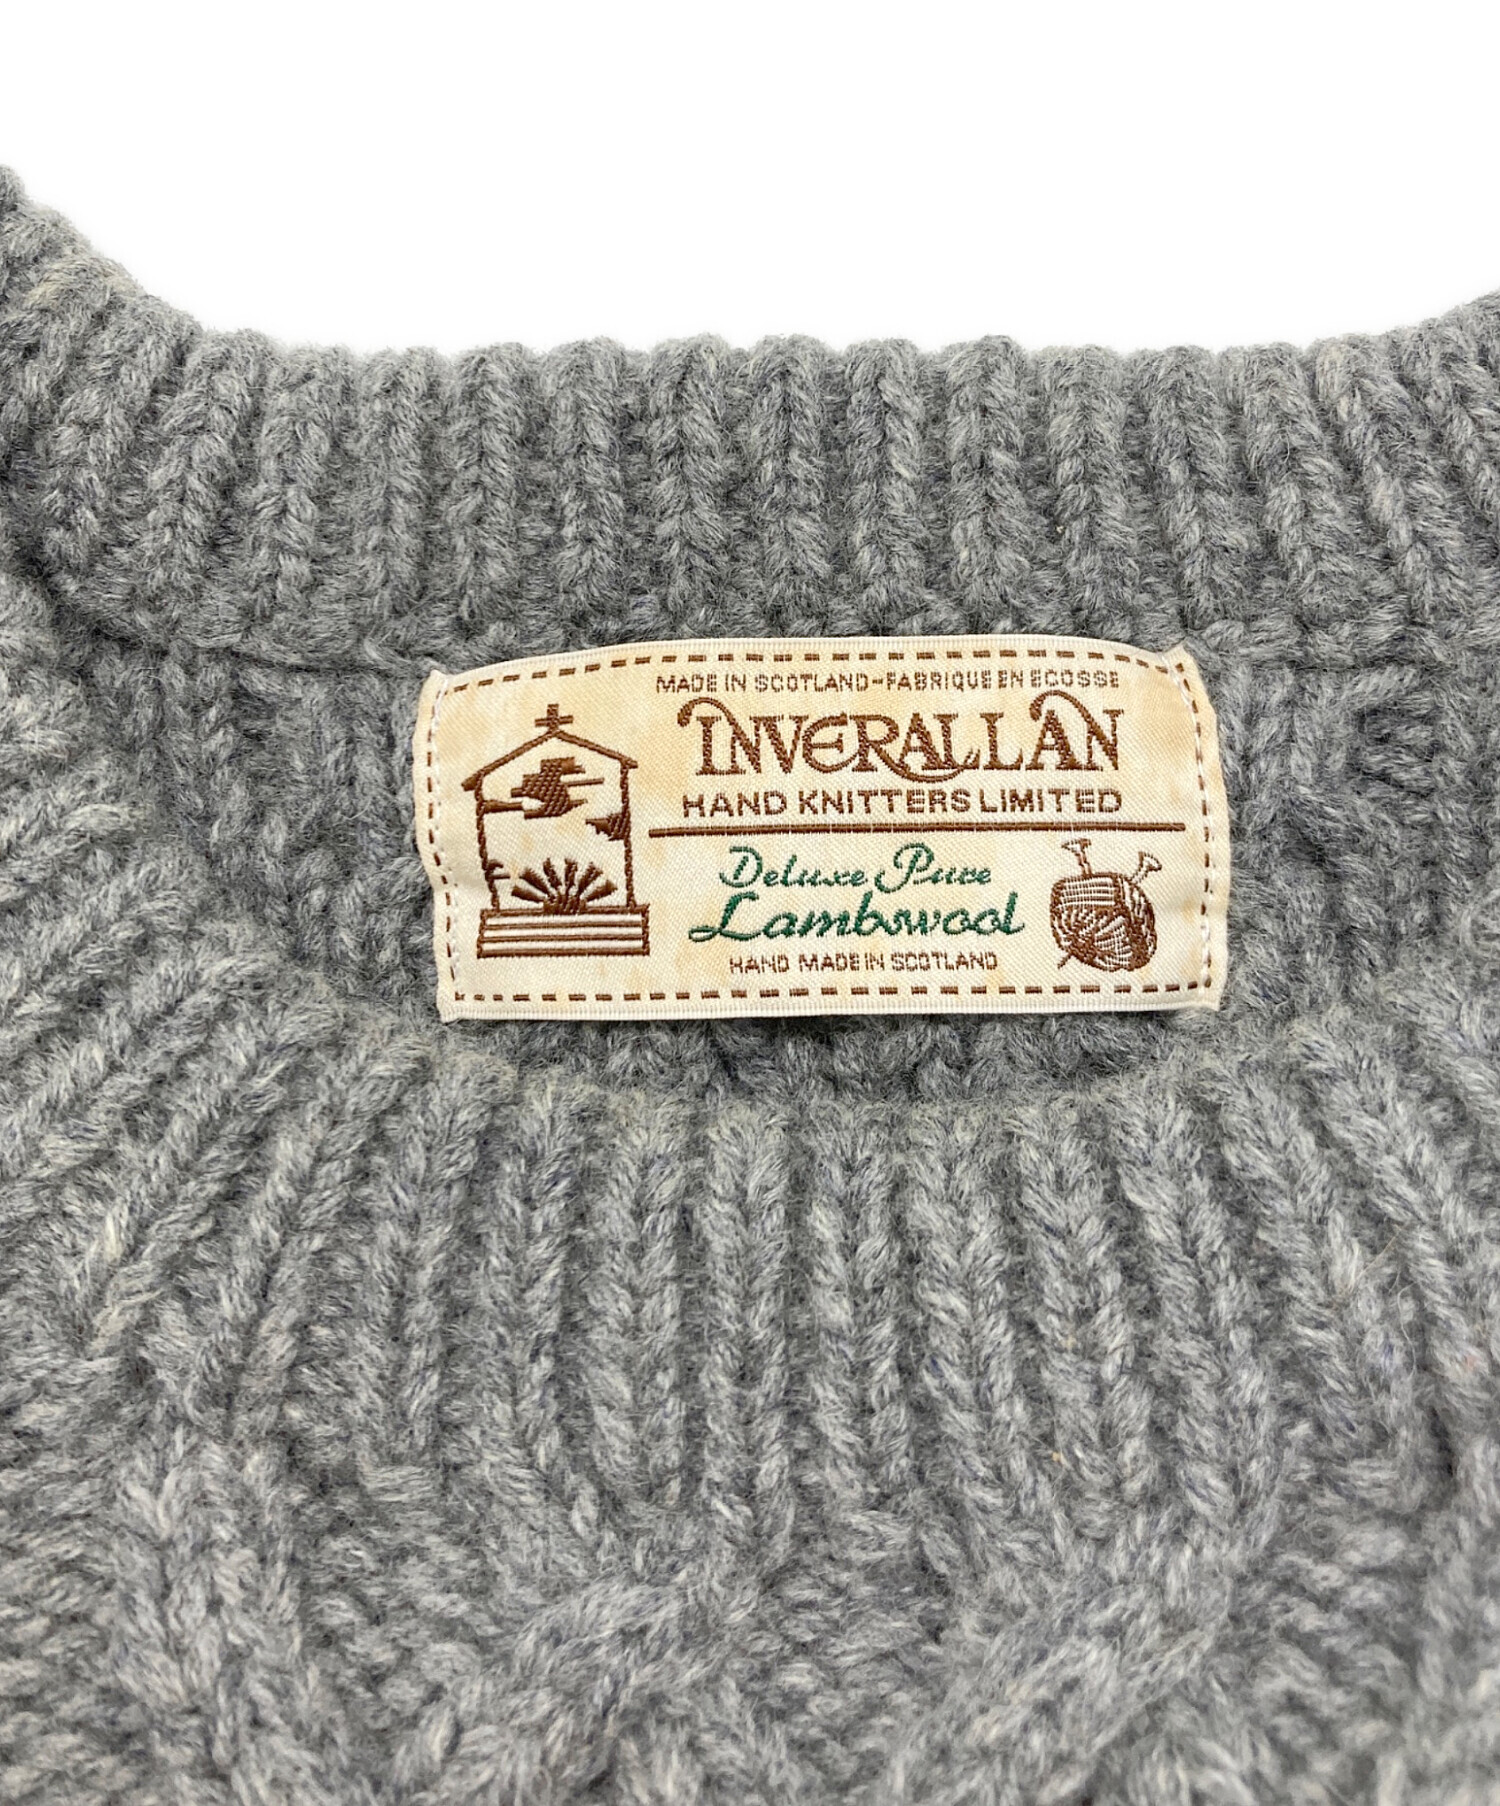 MADE IN SCOTLAND-FABRIQUE EN ECOSSE
INVERALLAN
HAND KNITTERS LIMITED
Deluxe Pure
Lambswool
HAND MADE IN SCOTLAND